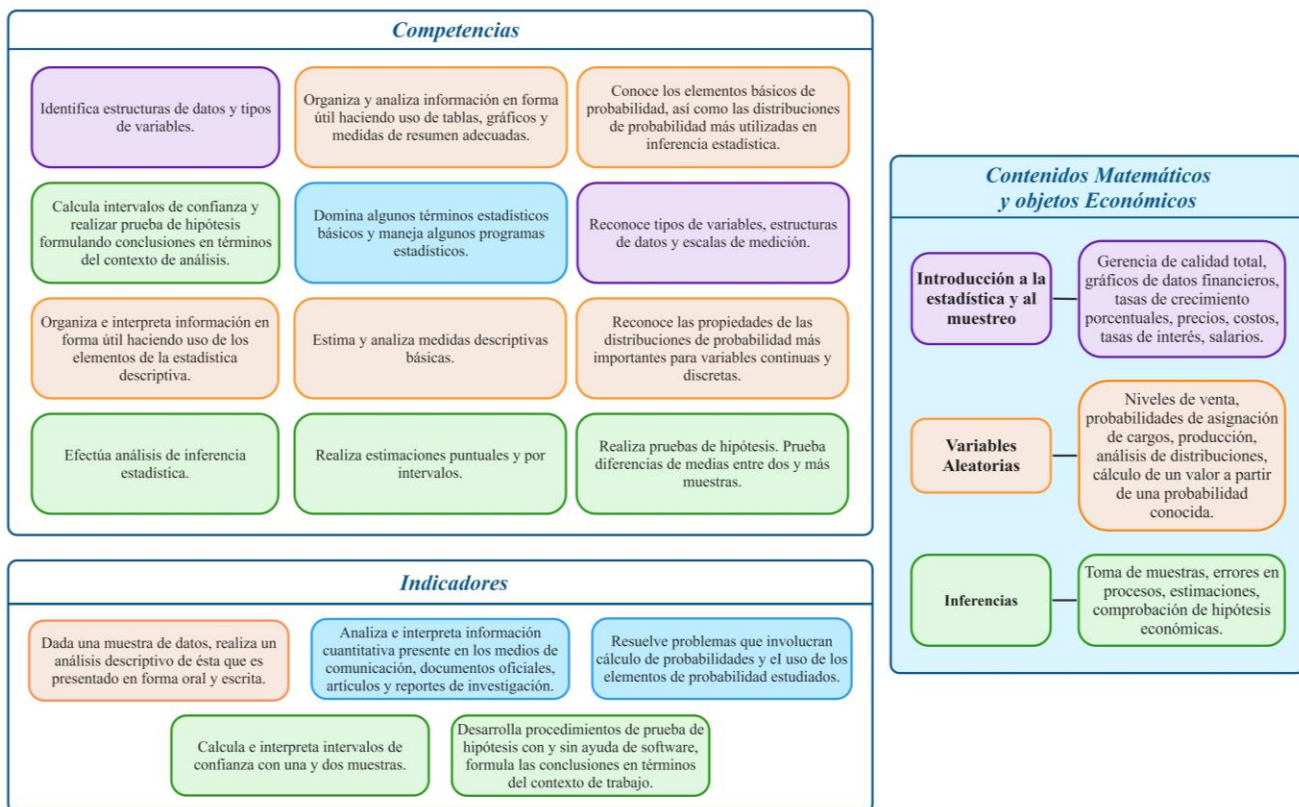 Competencias
Identifica estructuras de datos y tipos
de variables.
Organiza y analiza información en forma
útil haciendo uso de tablas, gráficos y
medidas de resumen adecuadas.
Conoce los elementos básicos de
probabilidad, así como las distribuciones
de probabilidad más utilizadas en
inferencia estadística.
Calcula intervalos de confianza y
realizar prueba de hipótesis
formulando conclusiones en términos
del contexto de análisis.
Domina algunos términos estadísticos
básicos y maneja algunos programas
estadísticos.
Reconoce tipos de variables, estructuras
de datos y escalas de medición.
Organiza e interpreta información en
forma útil haciendo uso de los
elementos de la estadística
descriptiva.
Estima y analiza medidas descriptivas
básicas.
Reconoce las propiedades de las
distribuciones de probabilidad más
importantes para variables continuas y
discretas.
Efectúa análisis de inferencia
estadística.
Realiza estimaciones puntuales y por
intervalos.
Realiza pruebas de hipótesis. Prueba
diferencias de medias entre dos y más
muestras.
Indicadores
Dada una muestra de datos, realiza un
análisis descriptivo de ésta que es
presentado en forma oral y escrita.
Analiza e interpreta información
cuantitativa presente en los medios de
comunicación, documentos oficiales,
artículos y reportes de investigación.
Resuelve problemas que involucran
cálculo de probabilidades y eI uso de los
elementos de probabilidad estudiados.
Calcula e interpreta intervalos de
confianza con una y dos muestras.
Desarrolla procedimientos de prueba de
hipótesis con y sin ayuda de software,
formula las conclusiones en términos
del contexto de trabajo.
Contenidos Matemáticos
y objetos Económicos
Introducción a la
estadística y al
muestreo
Gerencia de calidad total,
gráficos de datos financieros,
tasas de crecimiento
porcentuales, precios, costos,
tasas de interés, salarios.
Variables
Aleatorias
Niveles de venta,
probabilidades de asignación
de cargos, producción,
análisis de distribuciones,
cálculo de un valor a partir
de una probabilidad
conocida.
Inferencias
Toma de muestras, errores en
procesos, estimaciones,
comprobación de hipótesis
económicas.